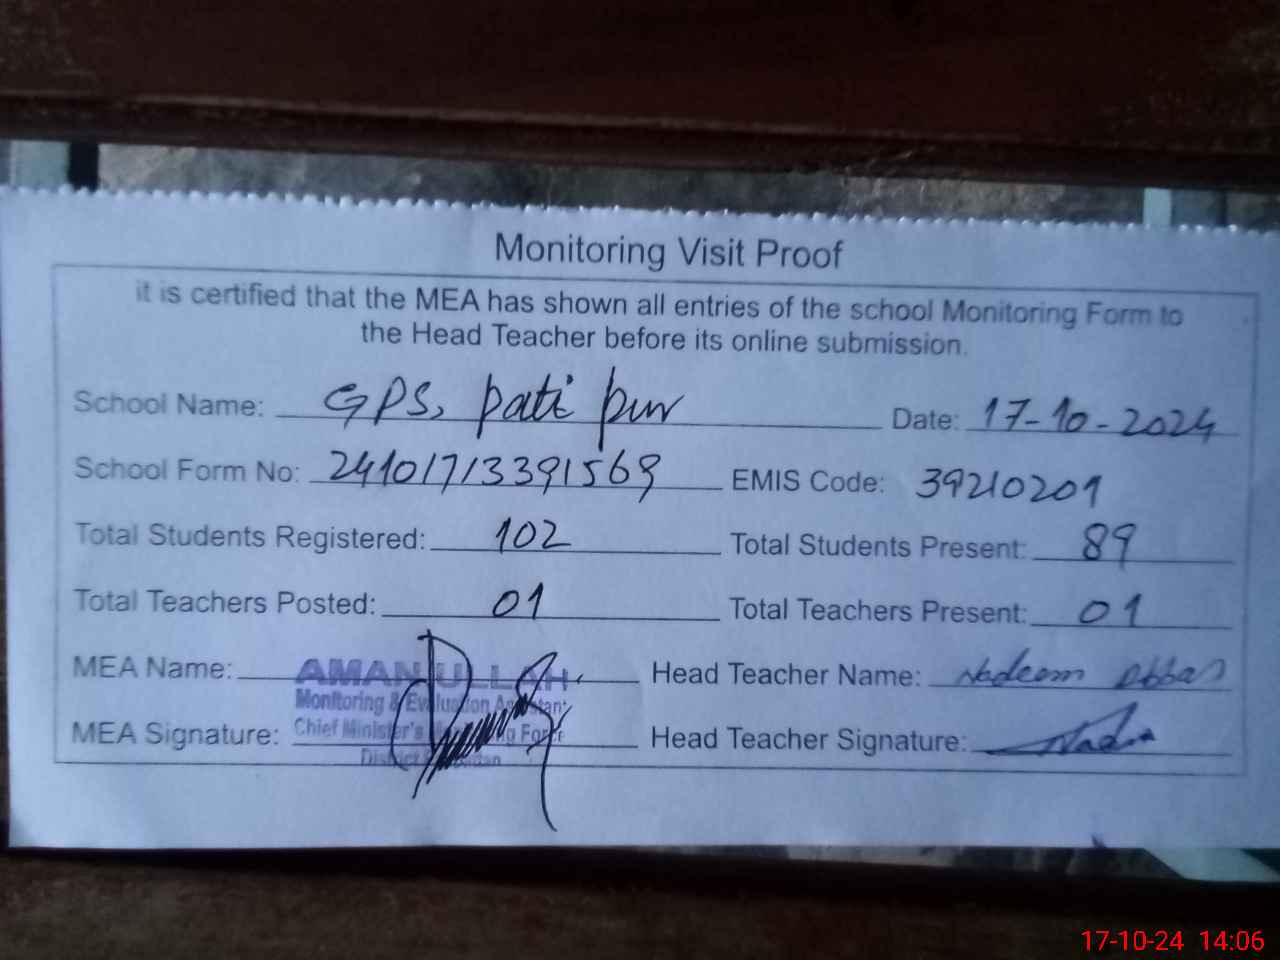 Monitoring Visit Proof
it is certified that the MEA has shown all entries of the school Monitoring Form to
the Head Teacher before its online submission.
School Name: GPS, pati pur Date: 17-10-2024
School Form No: 24101713391569 EMIS Code: 39210201
Total Students Registered: 102 Total Students Present: 89
Total Teachers Posted: 01 Total Teachers Present: 01
MEA Name: AMANULLAH Head Teacher Name: Nadeem Abbas
Monitoring & Evaluation Assistant
MEA Signature: Chief Minister's Monitoring Force Head Teacher Signature:
District
17-10-24 14:06